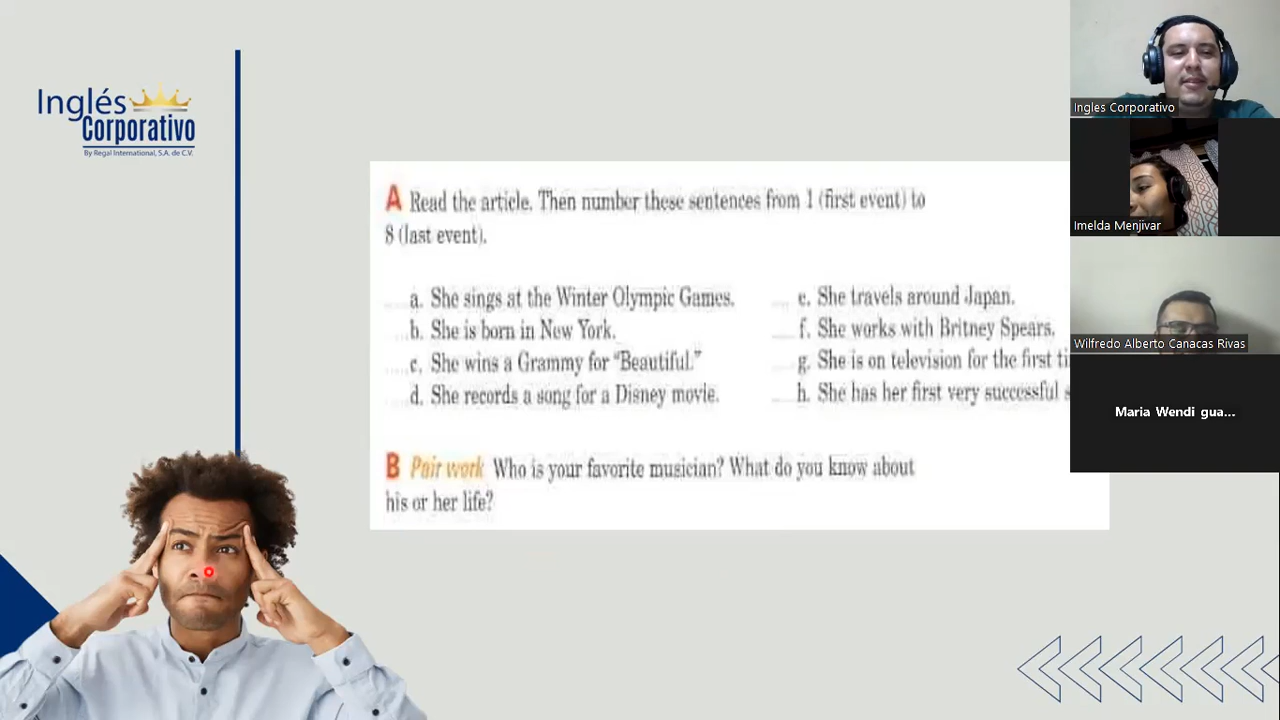 Inglés
Corporativo
By Regal International, S.A. de C.V.
A Read the article. Then number these sentences from 1 (first event) to
8 (last event).
a. She sings at the Winter Olympic Games.
b. She is born in New York.
c. She wins a Grammy for "Beautiful."
d. She records a song for a Disney movie.
e. She travels around Japan.
f. She works with Britney Spears.
g. She is on television for the first
h. She has her first very successful
B Pair work Who is your favorite musician? What do you know about
his or her life?
Ingles Corporativo
Imelda Menjivar
Wilfredo Alberto Canacas Rivas
Maria Wendi gua...